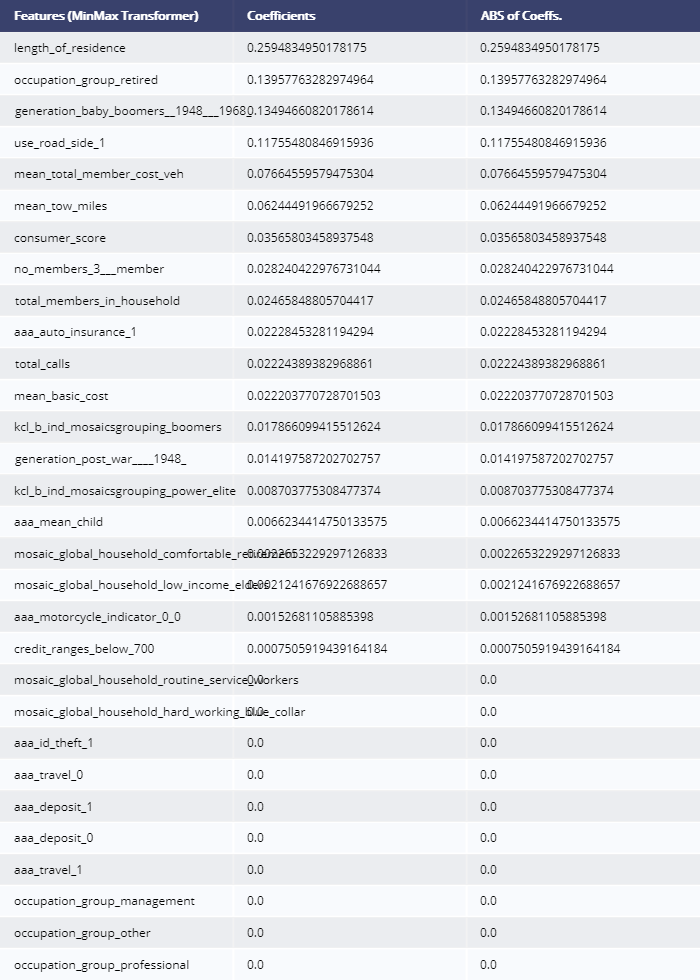 Features (MinMax Transformer) Coefficients ABS of Coeffs.
length_of_residence 0.2594834950178175 0.2594834950178175
occupation_group_retired 0.13957763282974964 0.13957763282974964
generation_baby_boomers__1948___1968_ 0.13494660820178614 0.13494660820178614
use_road_side_1 0.11755480846915936 0.11755480846915936
mean_total_member_cost_veh 0.07664559579475304 0.07664559579475304
mean_tow_miles 0.06244491966679252 0.06244491966679252
consumer_score 0.03565803458937548 0.03565803458937548
no_members_3___member 0.028240422976731044 0.028240422976731044
total_members_in_household 0.02465848805704417 0.02465848805704417
aaa_auto_insurance_1 0.02228453281194294 0.02228453281194294
total_calls 0.02224389382968861 0.02224389382968861
mean_basic_cost 0.022203770728701503 0.022203770728701503
kcl_b_ind_mosaicsgrouping_boomers 0.017866099415512624 0.017866099415512624
generation_post_war____1948_ 0.014197587202702757 0.014197587202702757
kcl_b_ind_mosaicsgrouping_power_elite 0.008703775308477374 0.008703775308477374
aaa_mean_child 0.0066234414750133575 0.0066234414750133575
mosaic_global_household_comfortable_retirement 0.0022653229297126833 0.0022653229297126833
mosaic_global_household_low_income_elders 0.0021241676922688657 0.0021241676922688657
aaa_motorcycle_indicator_0_0 0.00152681105885398 0.00152681105885398
credit_ranges_below_700 0.0007505919439164184 0.0007505919439164184
mosaic_global_household_routine_service_workers 0.0 0.0
mosaic_global_household_hard_working_blue_collar 0.0 0.0
aaa_id_theft_1 0.0 0.0
aaa_travel_0 0.0 0.0
aaa_deposit_1 0.0 0.0
aaa_deposit_0 0.0 0.0
aaa_travel_1 0.0 0.0
occupation_group_management 0.0 0.0
occupation_group_other 0.0 0.0
occupation_group_professional 0.0 0.0